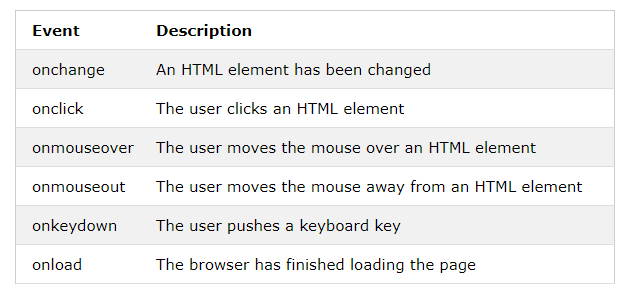 Event Description
onchange An HTML element has been changed
onclick The user clicks an HTML element
onmouseover The user moves the mouse over an HTML element
onmouseout The user moves the mouse away from an HTML element
onkeydown The user pushes a keyboard key
onload The browser has finished loading the page